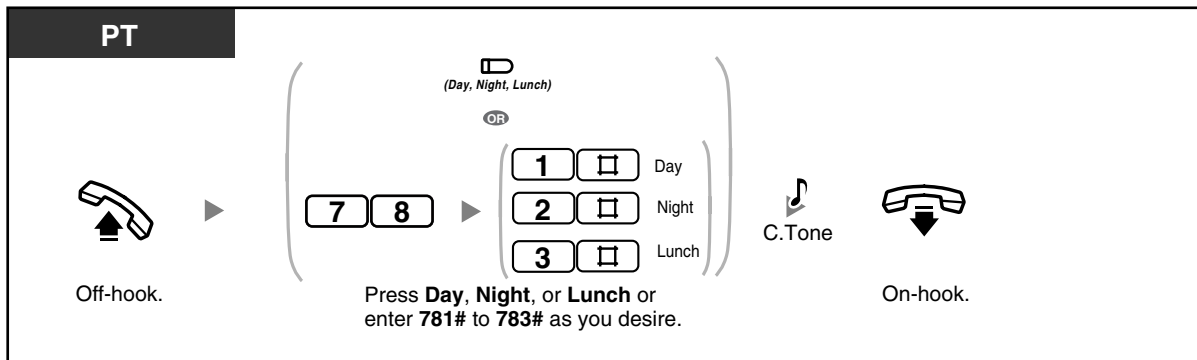 PT
(Day, Night, Lunch)
OR
1 # Day
7 8 2 # Night
3 # Lunch
C.Tone
Off-hook.
Press Day, Night, or Lunch or
enter 781# to 783# as you desire.
On-hook.